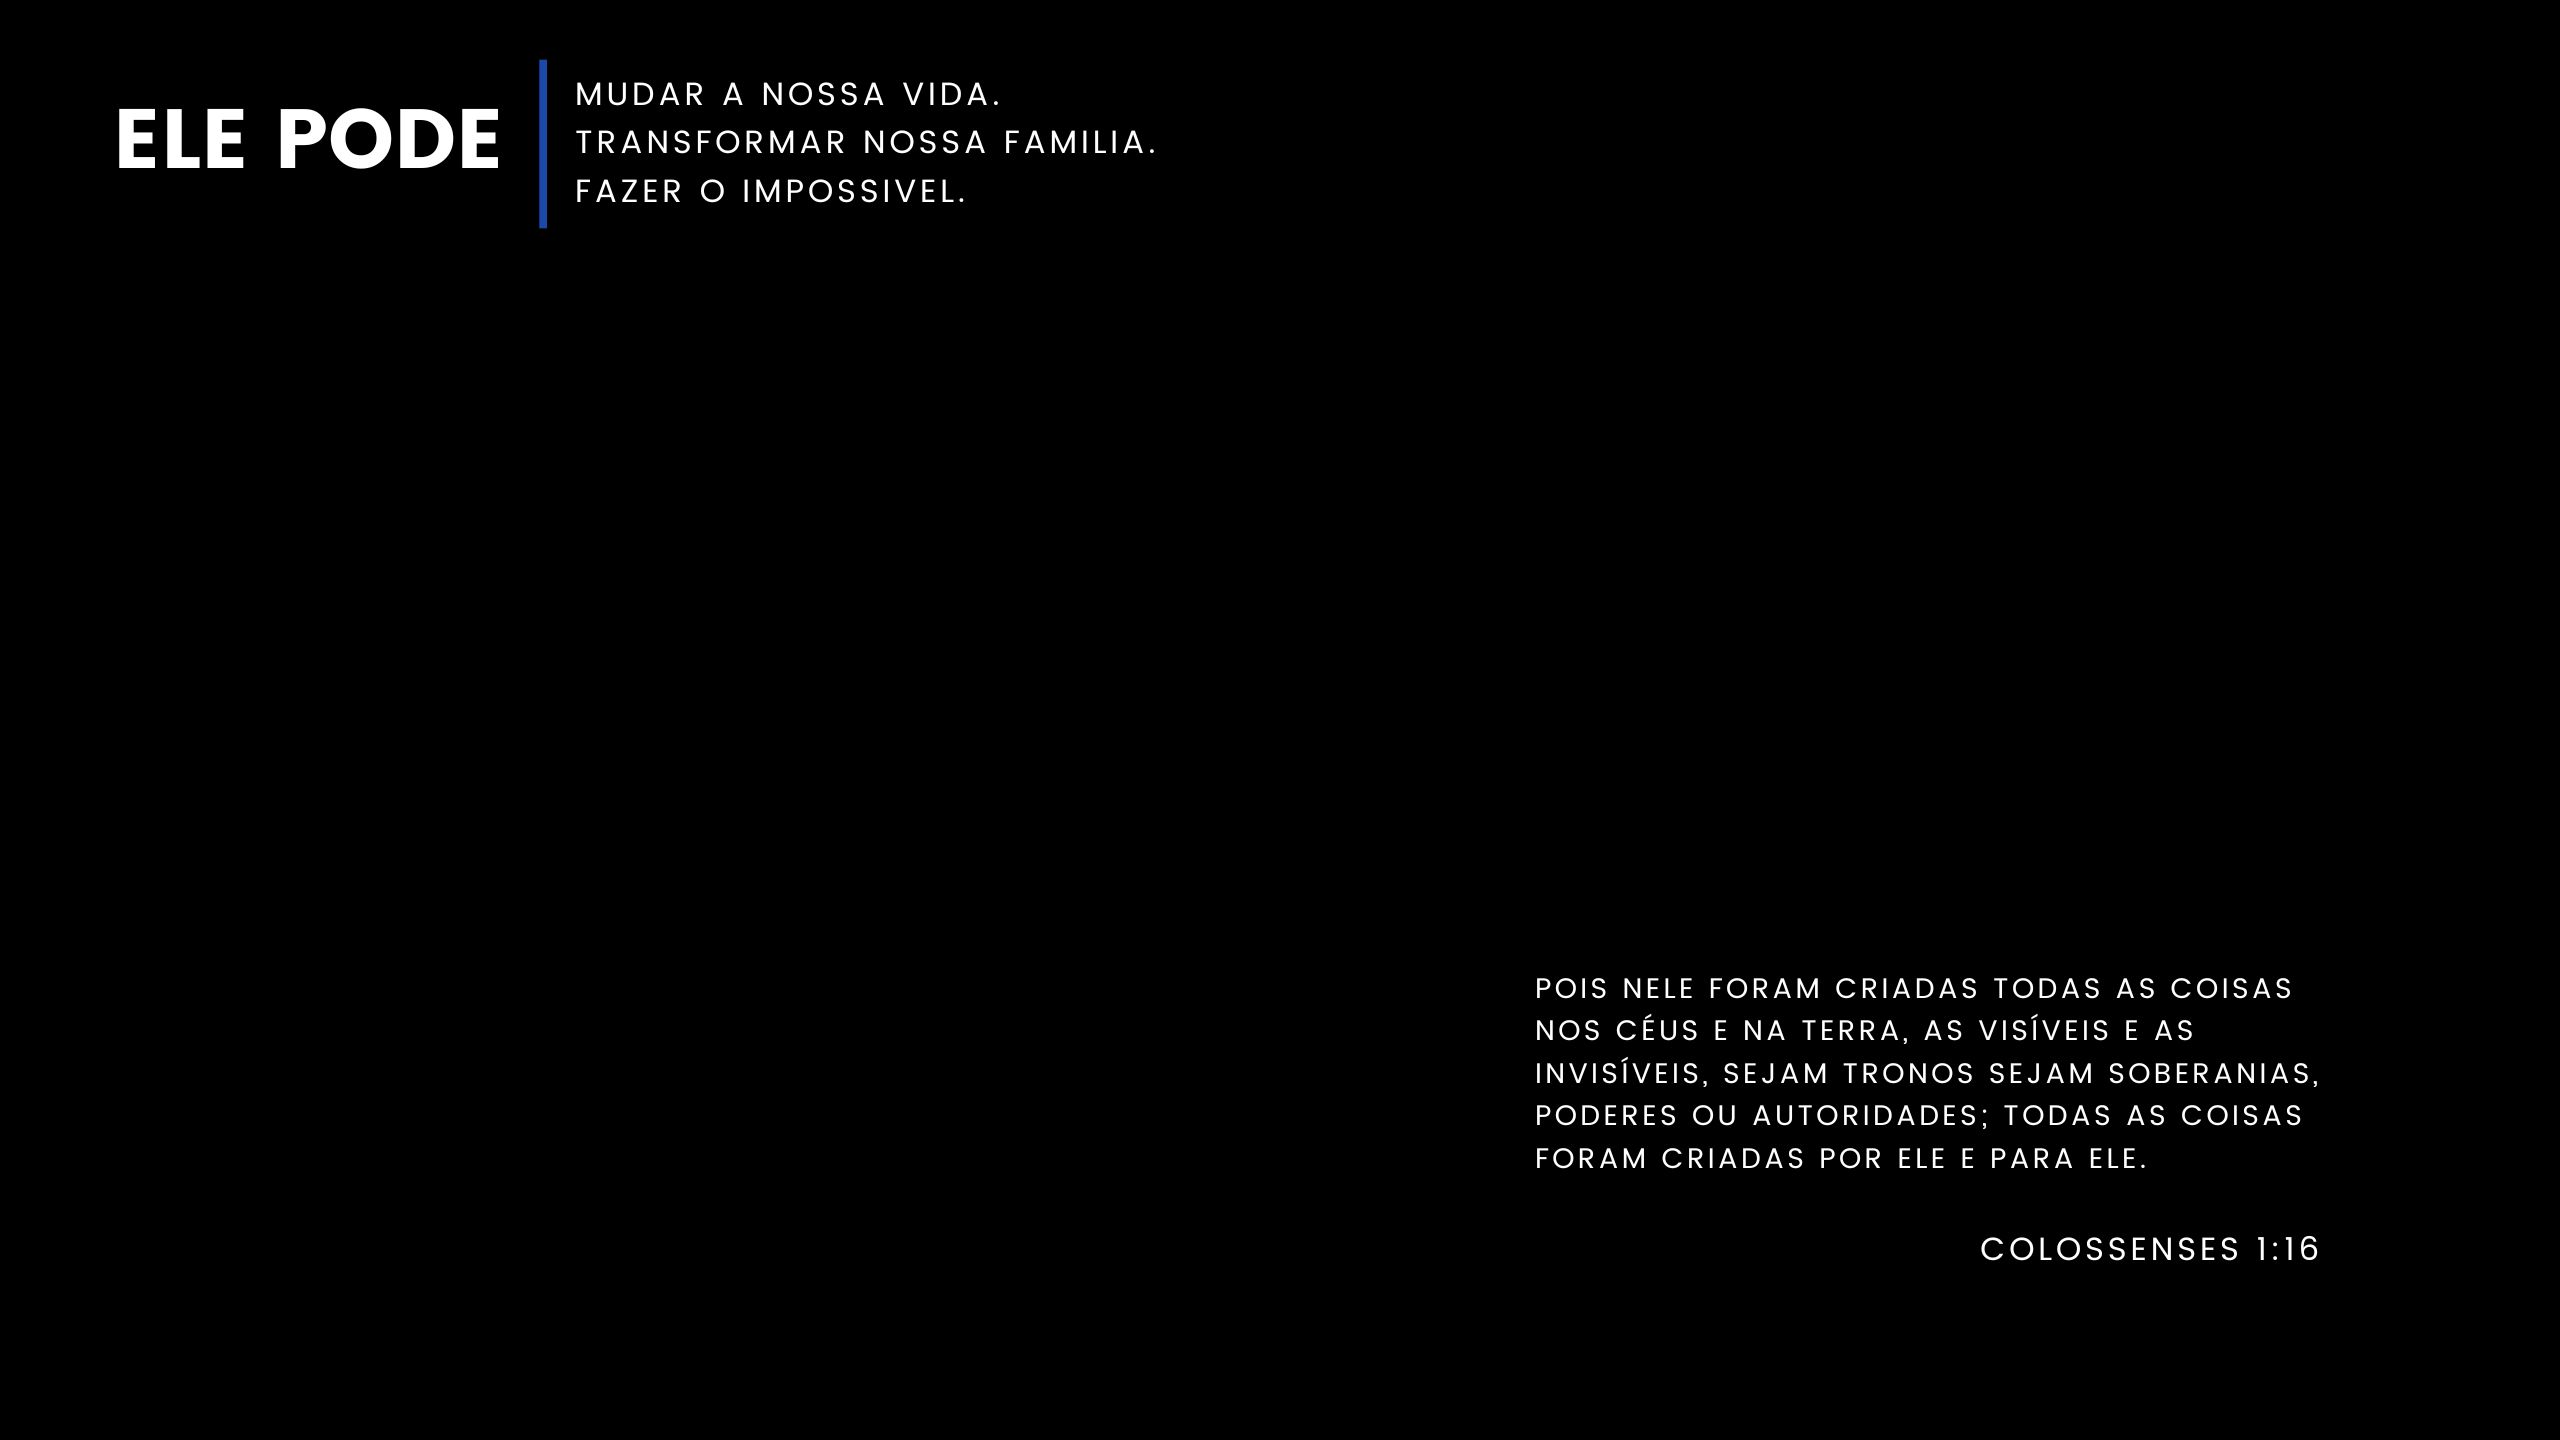 ELE PODE
MUDAR A NOSSA VIDA.
TRANSFORMAR NOSSA FAMILIA.
FAZER O IMPOSSIVEL.
POIS NELE FORAM CRIADAS TODAS AS COISAS
NOS CÉUS E NA TERRA, AS VISÍVEIS E AS
INVISÍVEIS, SEJAM TRONOS SEJAM SOBERANIAS,
PODERES OU AUTORIDADES; TODAS AS COISAS
FORAM CRIADAS POR ELE E PARA ELE.
COLOSSENSES 1:16